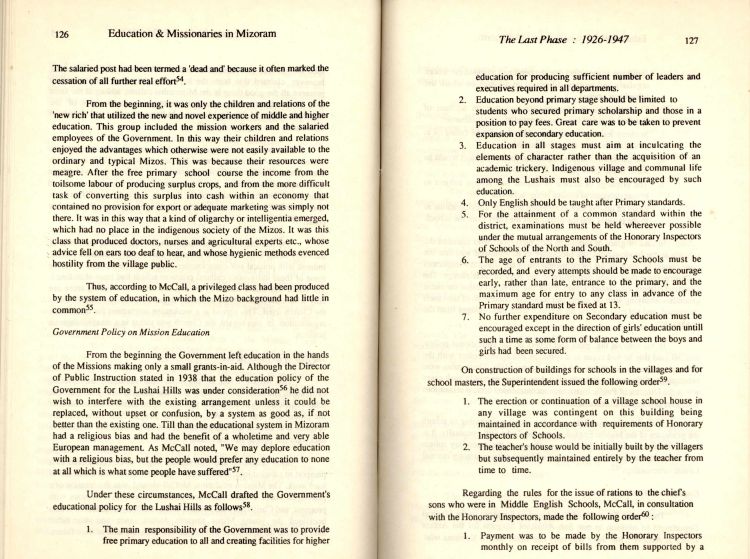 126 Education & Missionaries in Mizoram
The salaried post had been termed a 'dead and' because it often marked the
cessation of all further real effort54.
From the beginning, it was only the children and relations of the
'new rich' that utilized the new and novel experience of middle and higher
education. This group included the mission workers and the salaried
employees of the Government. In this way their children and relations
enjoyed the advantages which otherwise were not easily available to the
ordinary and typical Mizos. This was because their resources were
meagre. After the free primary school course the income from the
toilsome labour of producing surplus crops, and from the more difficult
task of converting this surplus into cash within an economy that
contained no provision for export or adequate marketing was simply not
there. It was in this way that a kind of oligarchy or intelligentia emerged,
which had no place in the indigenous society of the Mizos. It was this
class that produced doctors, nurses and agricultural experts etc., whose
advice fell on ears too deaf to hear, and whose hygienic methods evenced
hostility from the village public.
Thus, according to McCall, a privileged class had been produced
by the system of education, in which the Mizo background had little in
common55.
Government Policy on Mission Education
From the beginning the Government left education in the hands
of the Missions making only a small grants-in-aid. Although the Director
of Public Instruction stated in 1938 that the education policy of the
Government for the Lushai Hills was under consideration56 he did not
wish to interfere with the existing arrangement unless it could be
replaced, without upset or confusion, by a system as good as, if not
better than the existing one. Till than the educational system in Mizoram
had a religious bias and had the benefit of a wholetime and very able
European management. As McCall noted, "We may deplore education
with a religious bias, but the people would prefer any education to none
at all which is what some people have suffered"57.
Under these circumstances, McCall drafted the Government's
educational policy for the Lushai Hills as follows58.
1. The main responsibility of the Government was to provide
free primary education to all and creating facilities for higher
The Last Phase : 1926-1947 127
education for producing sufficient number of leaders and
executives required in all departments.
2. Education beyond primary stage should be limited to
students who secured primary scholarship and those in a
position to pay fees. Great care was to be taken to prevent
expansion of secondary education.
3. Education in all stages must aim at inculcating the
elements of character rather than the acquisition of an
academic trickery. Indigenous village and communal life
among the Lushais must also be encouraged by such
education.
4. Only English should be taught after Primary standards.
5. For the attainment of a common standard within the
district, examinations must be held whereever possible
under the mutual arrangements of the Honorary Inspectors
of Schools of the North and South.
6. The age of entrants to the Primary Schools must be
recorded, and every attempts should be made to encourage
early, rather than late, entrance to the primary, and the
maximum age for entry to any class in advance of the
Primary standard must be fixed at 13.
7. No further expenditure on Secondary education must be
encouraged except in the direction of girls' education untill
such a time as some form of balance between the boys and
girls had been secured.
On construction of buildings for schools in the villages and for
school masters, the Superintendent issued the following order59.
1. The erection or continuation of a village school house in
any village was contingent on this building being
maintained in accordance with requirements of Honorary
Inspectors of Schools.
2. The teacher's house would be initially built by the villagers
but subsequently maintained entirely by the teacher from
time to time.
Regarding the rules for the issue of rations to the chief's
sons who were in Middle English Schools, McCall, in consultation
with the Honorary Inspectors, made the following order60 :
1. Payment was to be made by the Honorary Inspectors
monthly on receipt of bills from them supported by a